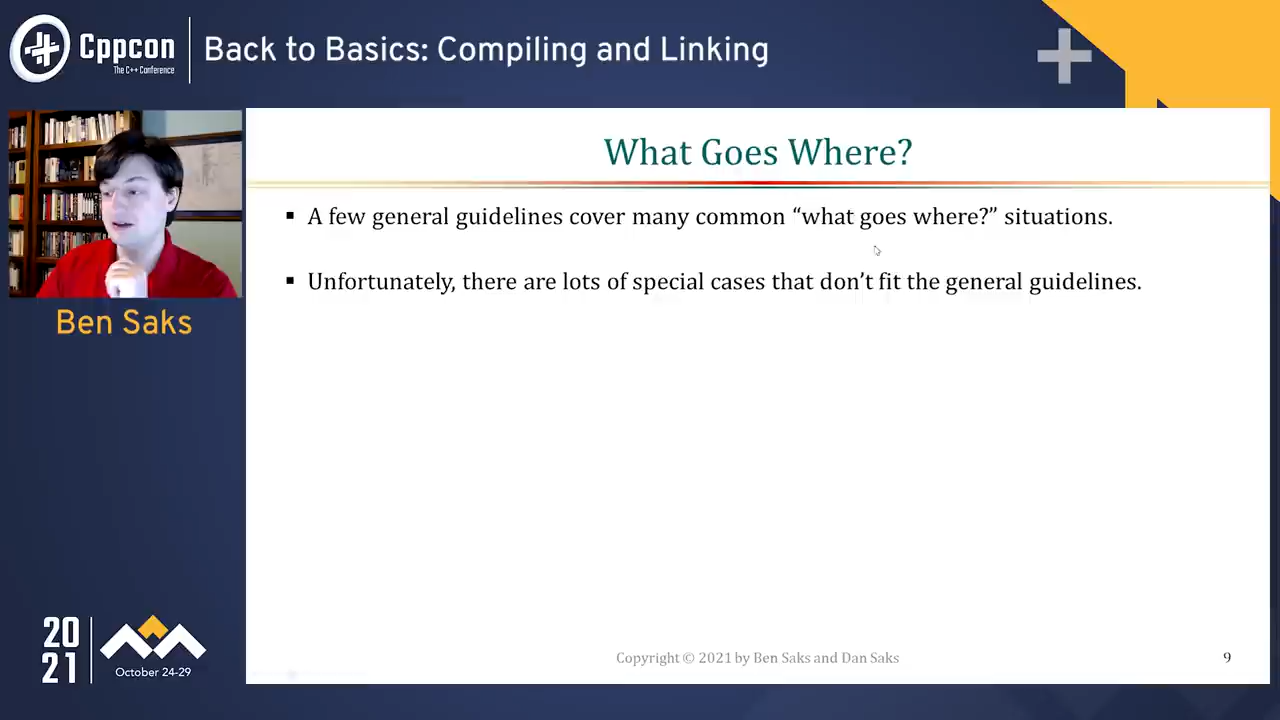 Cppcon
The C++ Conference
Back to Basics: Compiling and Linking
What Goes Where?
▪ A few general guidelines cover many common “what goes where?” situations.
▪ Unfortunately, there are lots of special cases that don’t fit the general guidelines.
Ben Saks
20
21
October 24-29
Copyright © 2021 by Ben Saks and Dan Saks
9